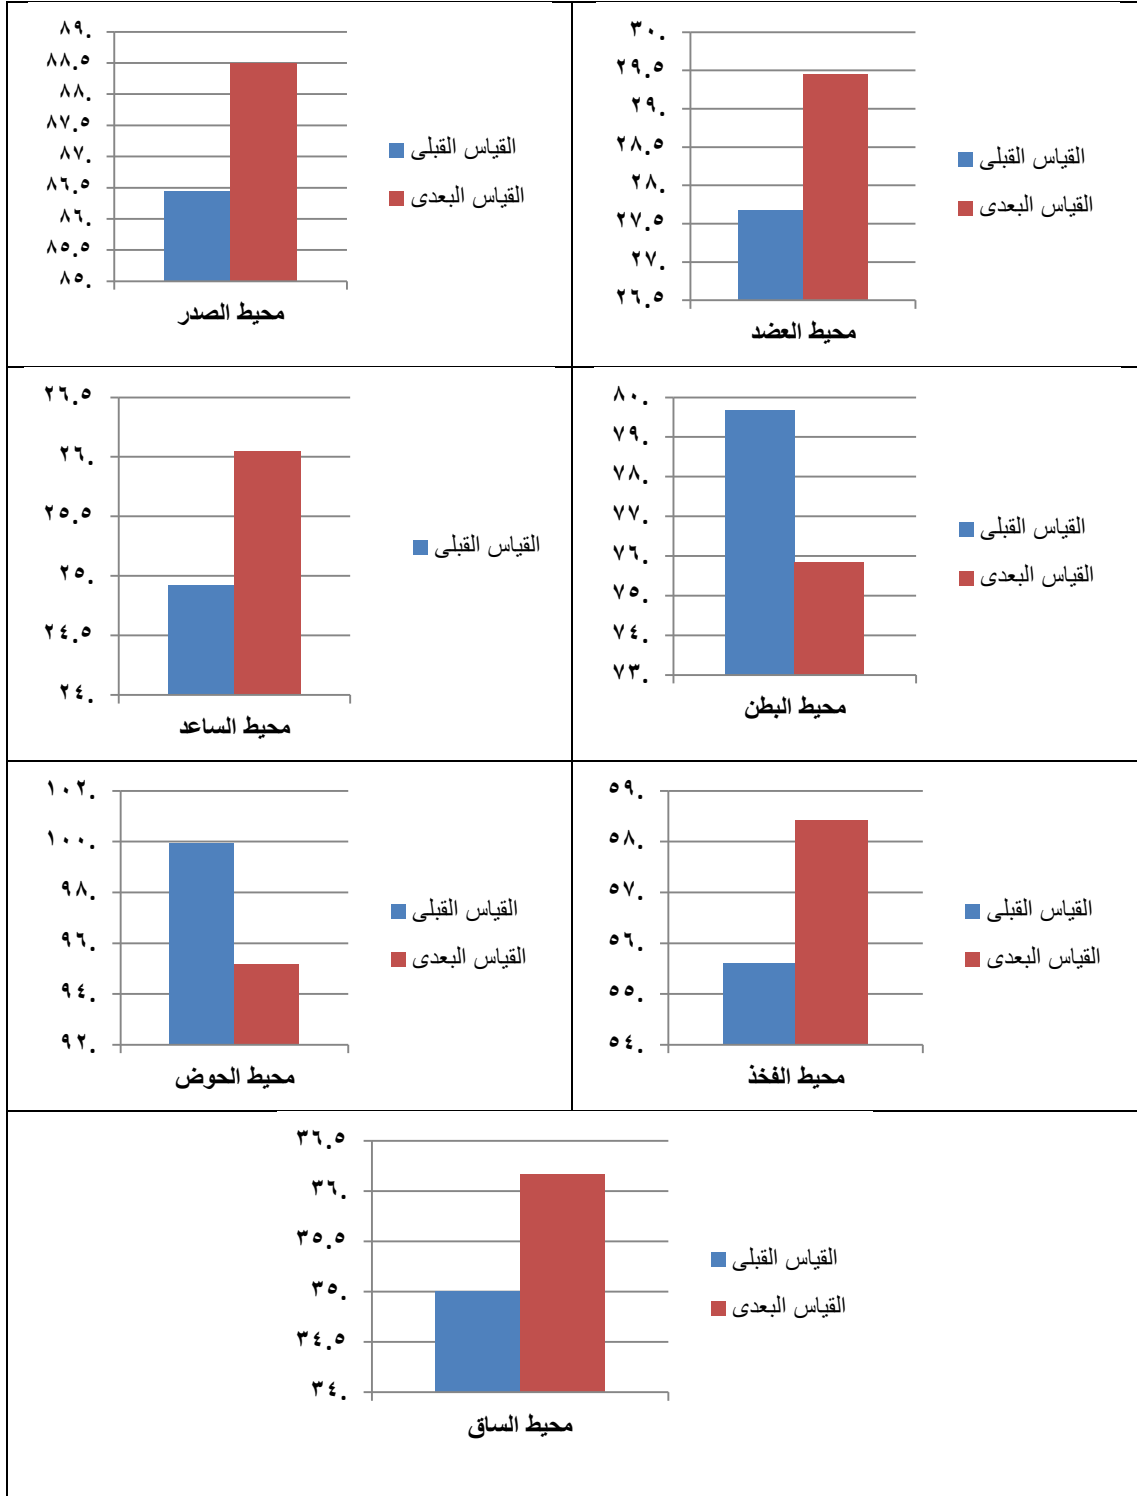 ٣٠.
٢٩.٥
٢٩.
٢٨.٥
٢٨.
٢٧.٥
٢٧.
٢٦.٥
القياس القبلى
القياس البعدى
محيط العضد
٨٩.
٨٨.٥
٨٨.
٨٧.٥
٨٧.
٨٦.٥
٨٦.
٨٥.٥
٨٥.
القياس القبلى
القياس البعدى
محيط الصدر
٨٠.
٧٩.
٧٨.
٧٧.
٧٦.
٧٥.
٧٤.
٧٣.
القياس القبلى
القياس البعدى
محيط البطن
٢٦.٥
٢٦.
٢٥.٥
٢٥.
٢٤.٥
٢٤.
القياس القبلى
محيط الساعد
٥٩.
٥٨.
٥٧.
٥٦.
٥٥.
٥٤.
القياس القبلى
القياس البعدى
محيط الفخذ
١٠٢.
١٠٠.
٩٨.
٩٦.
٩٤.
٩٢.
القياس القبلى
القياس البعدى
محيط الحوض
٣٦.٥
٣٦.
٣٥.٥
٣٥.
٣٤.٥
٣٤.
القياس القبلى
القياس البعدى
محيط الساق